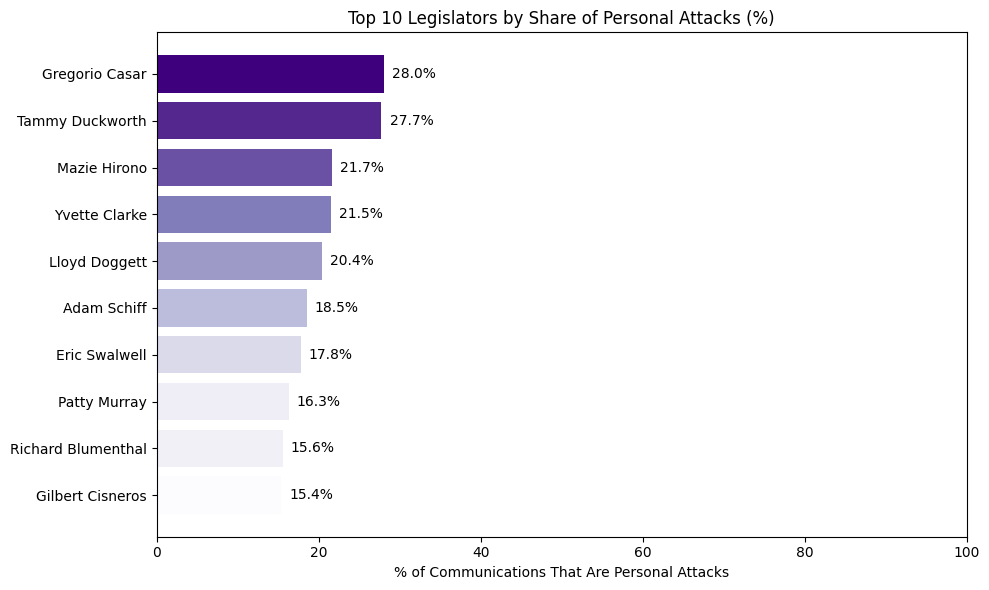 Top 10 Legislators by Share of Personal Attacks (%)
Gregorio Casar 28.0%
Tammy Duckworth 27.7%
Mazie Hirono 21.7%
Yvette Clarke 21.5%
Lloyd Doggett 20.4%
Adam Schiff 18.5%
Eric Swalwell 17.8%
Patty Murray 16.3%
Richard Blumenthal 15.6%
Gilbert Cisneros 15.4%
0 20 40 60 80 100
% of Communications That Are Personal Attacks